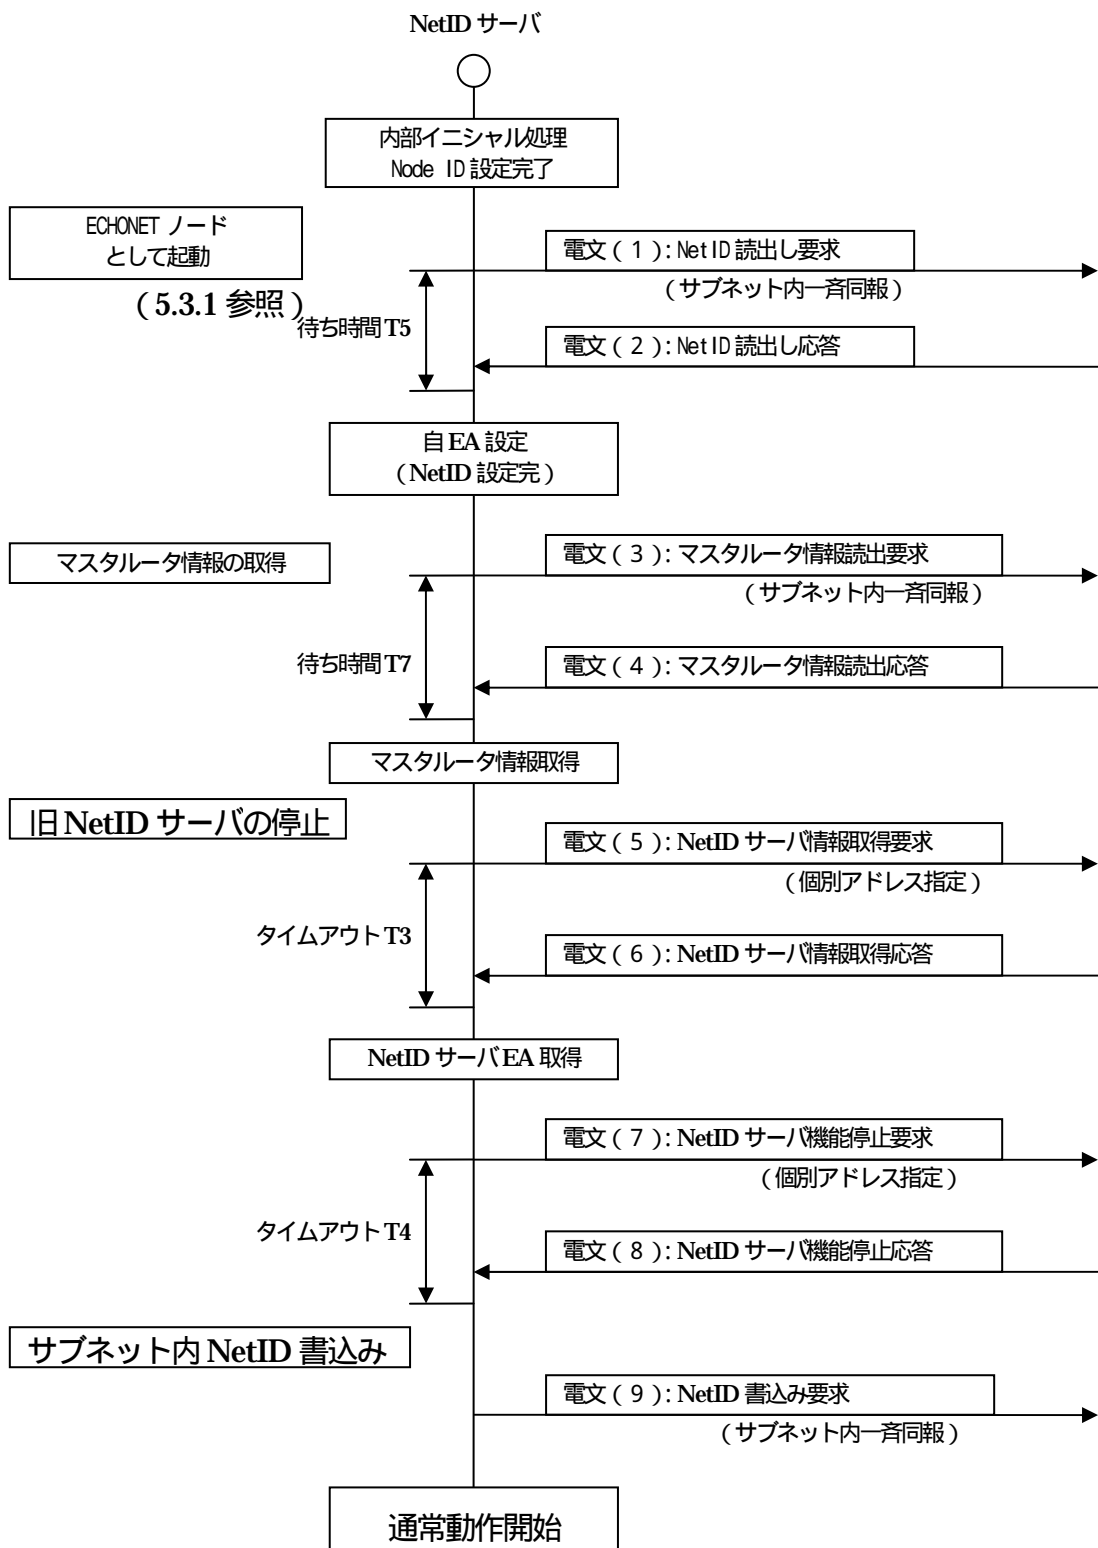 NetID サーバ
内部イニシャル処理
Node ID 設定完了
ECHONET ノード
として起動
（5.3.1 参照）
電文（1）: NetID 読出し要求
（サブネット内一斉同報）
待ち時間 T5
電文（2）: NetID 読出し応答
自 EA 設定
（NetID 設定完）
マスタルータ情報の取得
電文（3）: マスタルータ情報読出要求
（サブネット内一斉同報）
待ち時間 T7
電文（4）: マスタルータ情報読出応答
マスタルータ情報取得
旧 NetID サーバの停止
電文（5）: NetID サーバ情報取得要求
（個別アドレス指定）
タイムアウト T3
電文（6）: NetID サーバ情報取得応答
NetID サーバ EA 取得
電文（7）: NetID サーバ機能停止要求
（個別アドレス指定）
タイムアウト T4
電文（8）: NetID サーバ機能停止応答
サブネット内 NetID 書込み
電文（9）: NetID 書込み要求
（サブネット内一斉同報）
通常動作開始